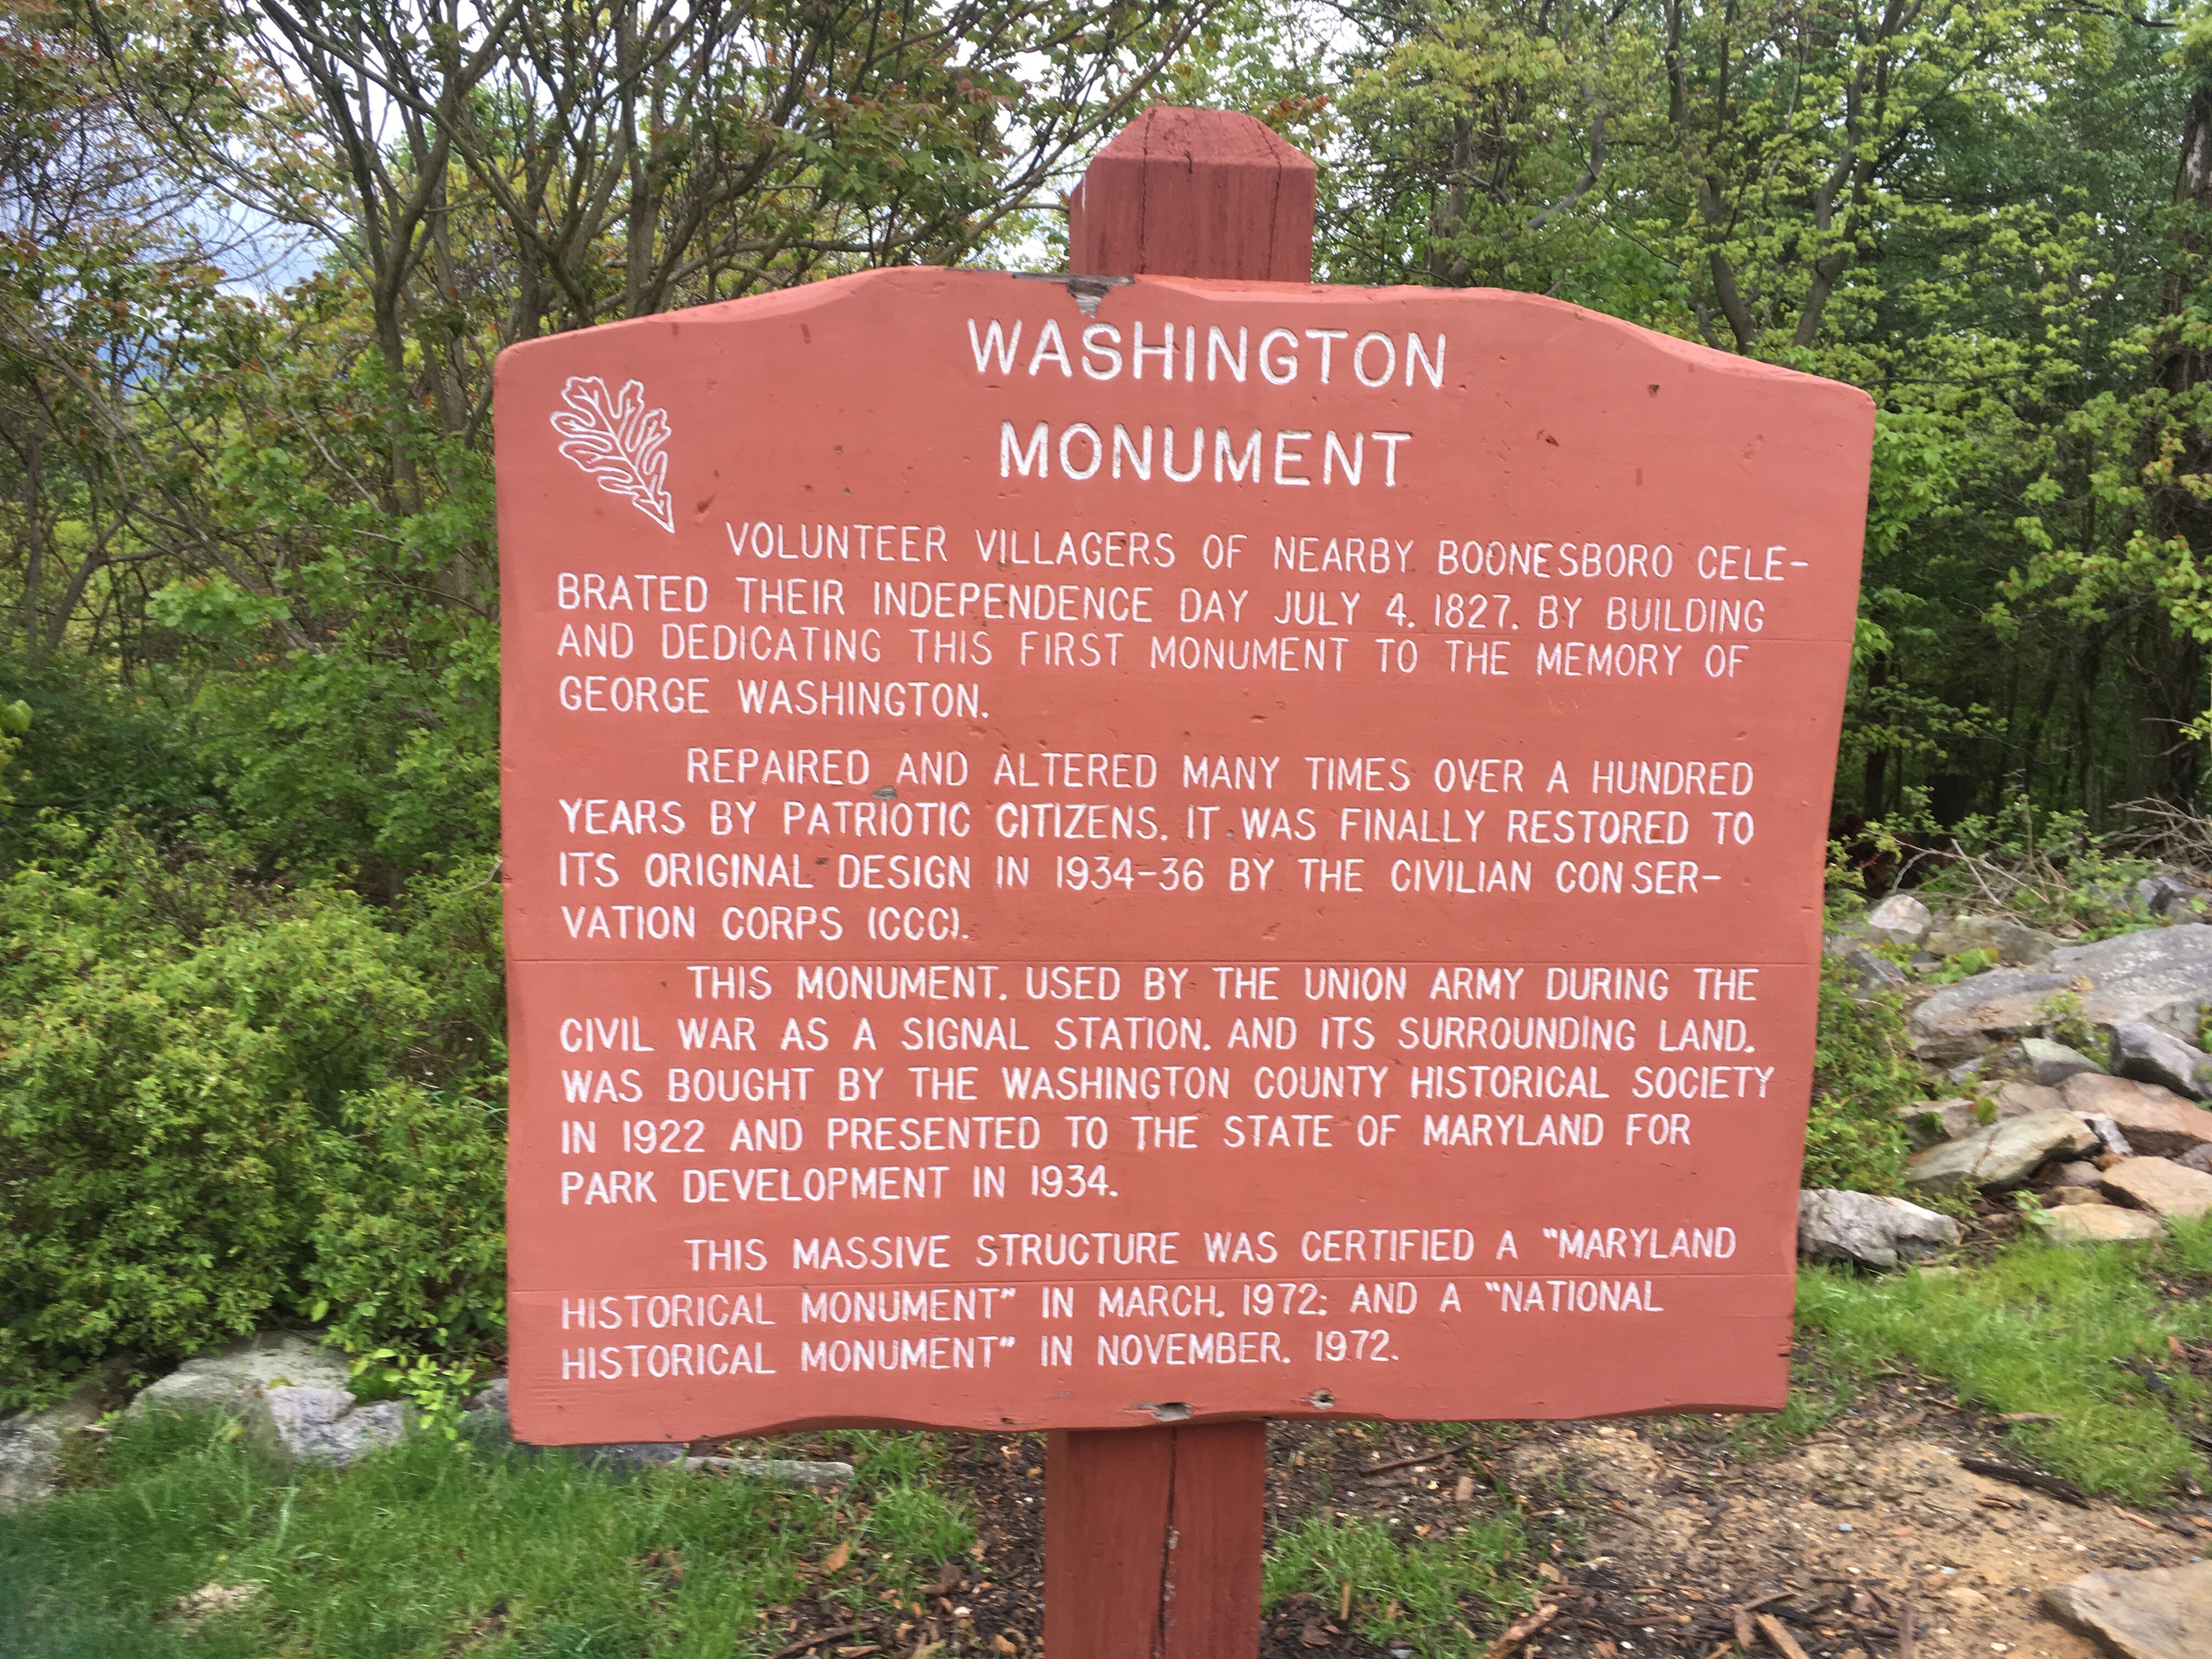 WASHINGTON
MONUMENT
VOLUNTEER VILLAGERS OF NEARBY BOONESBORO CELE-
BRATED THEIR INDEPENDENCE DAY JULY 4, 1827, BY BUILDING
AND DEDICATING THIS FIRST MONUMENT TO THE MEMORY OF
GEORGE WASHINGTON.
REPAIRED AND ALTERED MANY TIMES OVER A HUNDRED
YEARS BY PATRIOTIC CITIZENS, IT WAS FINALLY RESTORED TO
ITS ORIGINAL DESIGN IN 1934-36 BY THE CIVILIAN CONSER-
VATION CORPS (CCC).
THIS MONUMENT, USED BY THE UNION ARMY DURING THE
CIVIL WAR AS A SIGNAL STATION, AND ITS SURROUNDING LAND,
WAS BOUGHT BY THE WASHINGTON COUNTY HISTORICAL SOCIETY
IN 1922 AND PRESENTED TO THE STATE OF MARYLAND FOR
PARK DEVELOPMENT IN 1934.
THIS MASSIVE STRUCTURE WAS CERTIFIED A "MARYLAND
HISTORICAL MONUMENT" IN MARCH, 1972; AND A "NATIONAL
HISTORICAL MONUMENT" IN NOVEMBER, 1972.